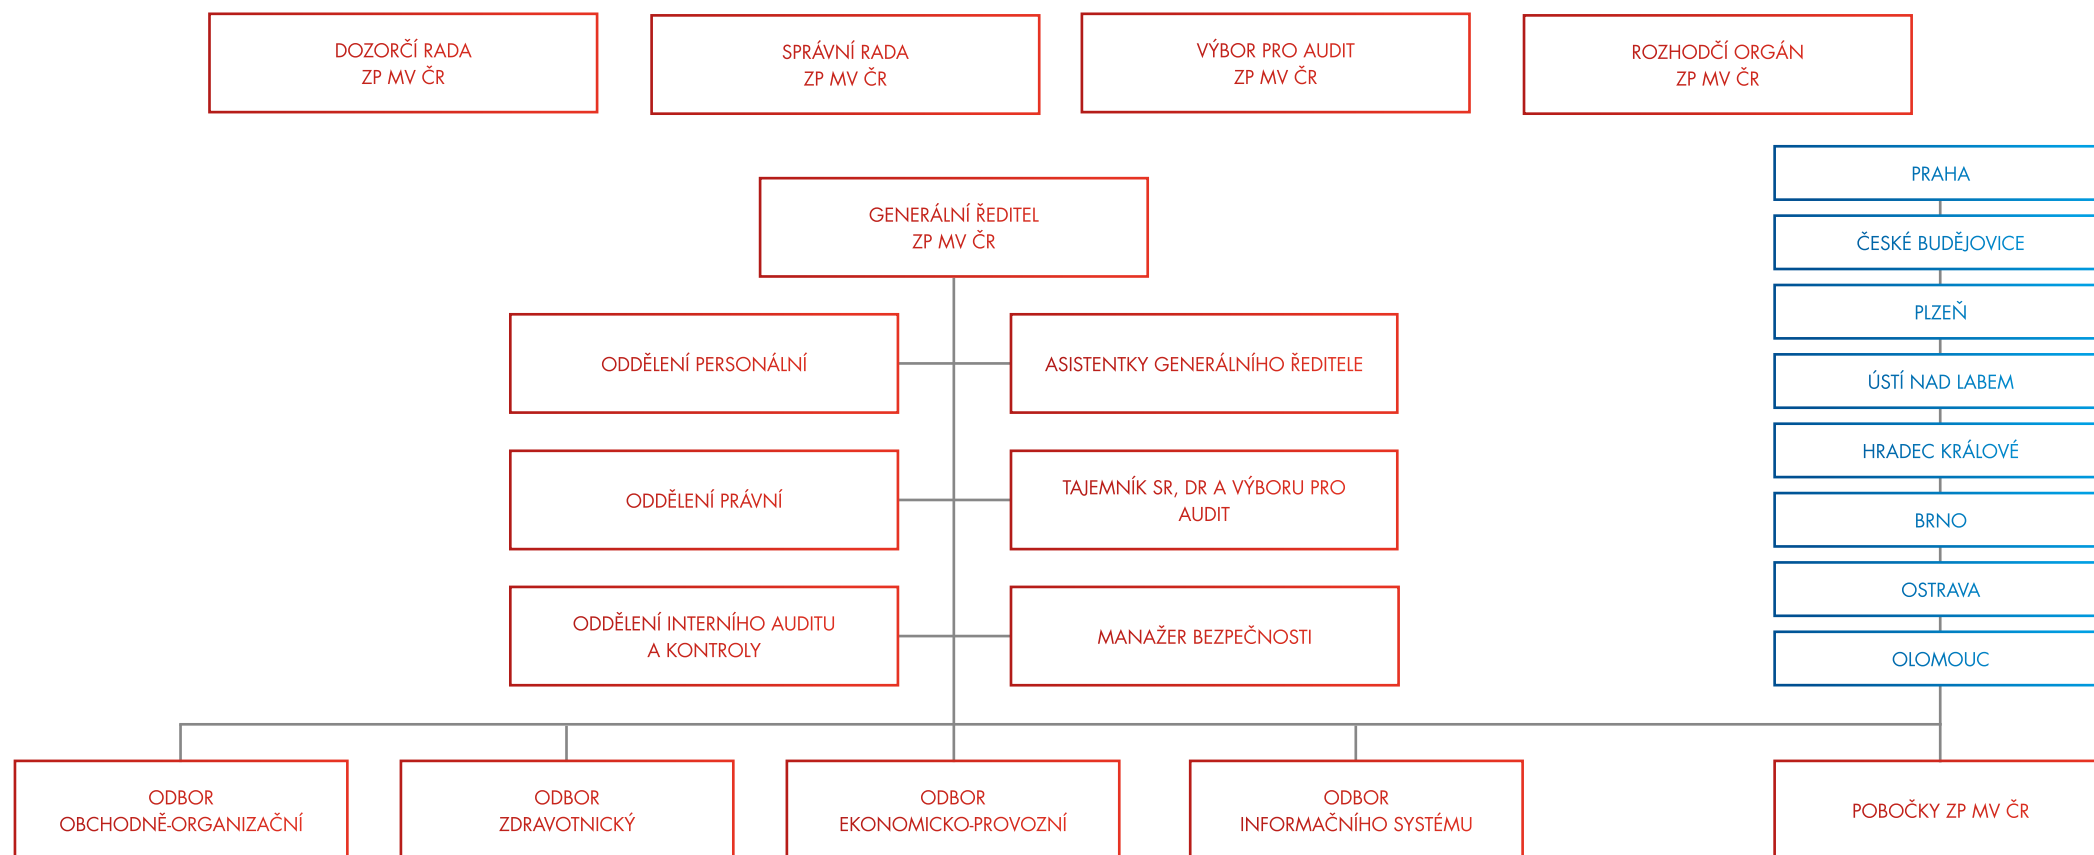 DOZORČÍ RADA
ZP MV ČR
SPRÁVNÍ RADA
ZP MV ČR
VÝBOR PRO AUDIT
ZP MV ČR
ROZHODČÍ ORGÁN
ZP MV ČR
GENERÁLNÍ ŘEDITEL
ZP MV ČR
ODDĚLENÍ PERSONÁLNÍ
ASISTENTKY GENERÁLNÍHO ŘEDITELE
ODDĚLENÍ PRÁVNÍ
TAJEMNÍK SR, DR A VÝBORU PRO
AUDIT
ODDĚLENÍ INTERNÍHO AUDITU
A KONTROLY
MANAŽER BEZPEČNOSTI
PRAHA
ČESKÉ BUDĚJOVICE
PLZEŇ
ÚSTÍ NAD LABEM
HRADEC KRÁLOVÉ
BRNO
OSTRAVA
OLOMOUC
ODBOR
OBCHODNĚ-ORGANIZAČNÍ
ODBOR
ZDRAVOTNICKÝ
ODBOR
EKONOMICKO-PROVOZNÍ
ODBOR
INFORMAČNÍHO SYSTÉMU
POBOČKY ZP MV ČR